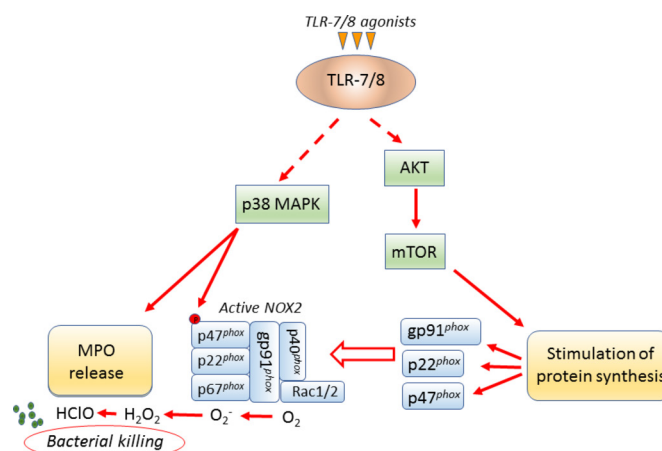 TLR-7/8 agonists
TLR-7/8
AKT
p38 MAPK
mTOR
Active NOX2
P
p47phox
p22phox
p67phox
gp91phox
p40phox
Rac1/2
gp91phox
p22phox
p47phox
Stimulation of
protein synthesis
MPO
release
HClO
H₂O₂
O₂⁻
O₂
Bacterial killing